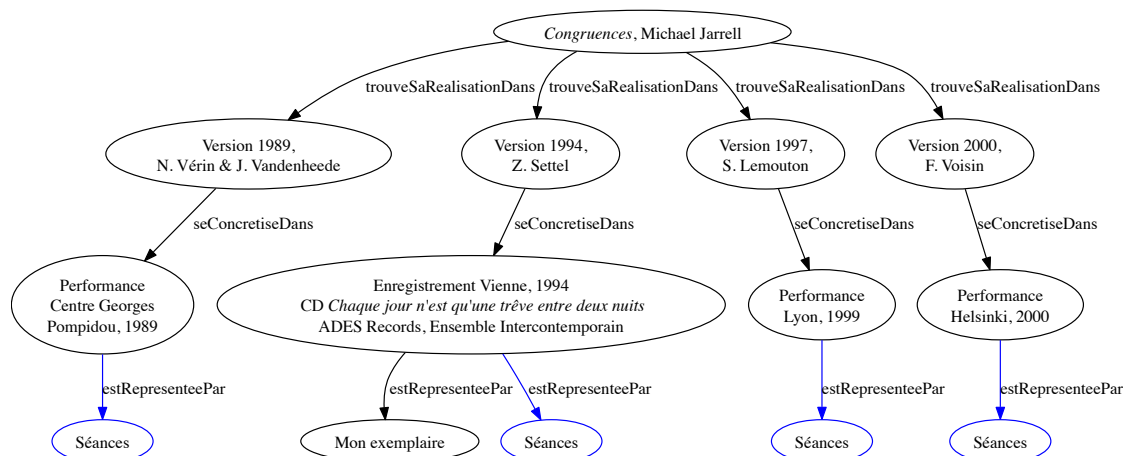 Congruences, Michael Jarrell
trouveSaRealisationDans
trouveSaRealisationDans
trouveSaRealisationDans
trouveSaRealisationDans
Version 1989,
N. Vérin & J. Vandenheede
Version 1994,
Z. Settel
Version 1997,
S. Lemouton
Version 2000,
F. Voisin
seConcretiseDans
seConcretiseDans
seConcretiseDans
seConcretiseDans
Performance
Centre Georges
Pompidou, 1989
Enregistrement Vienne, 1994
CD Chaque jour n'est qu'une trêve entre deux nuits
ADES Records, Ensemble Intercontemporain
Performance
Lyon, 1999
Performance
Helsinki, 2000
estRepresenteePar
estRepresenteePar
estRepresenteePar
estRepresenteePar
estRepresenteePar
Séances
Mon exemplaire
Séances
Séances
Séances